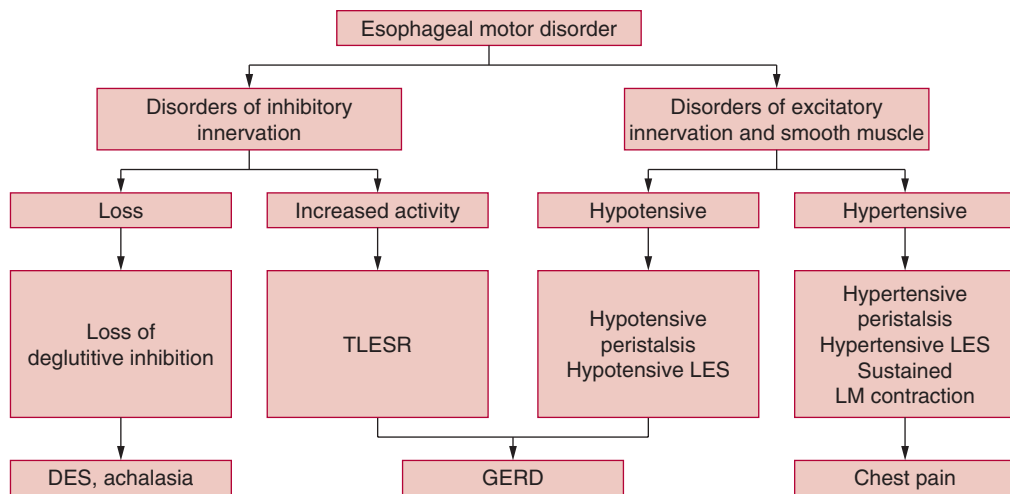 Esophageal motor disorder
Disorders of inhibitory
innervation
Disorders of excitatory
innervation and smooth muscle
Loss
Increased activity
Hypotensive
Hypertensive
Loss of
deglutitive inhibition
TLESR
Hypotensive
peristalsis
Hypotensive LES
Hypertensive
peristalsis
Hypertensive LES
Sustained
LM contraction
DES, achalasia
GERD
Chest pain